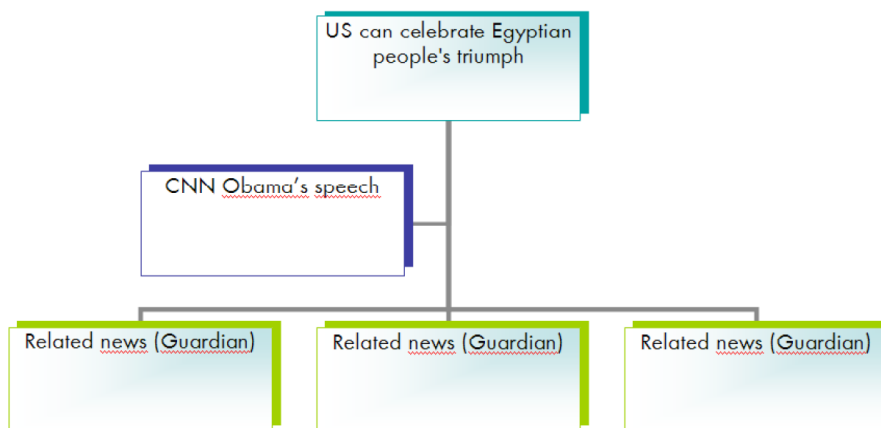 US can celebrate Egyptian
people's triumph
CNN Obama’s speech
Related news (Guardian)
Related news (Guardian)
Related news (Guardian)